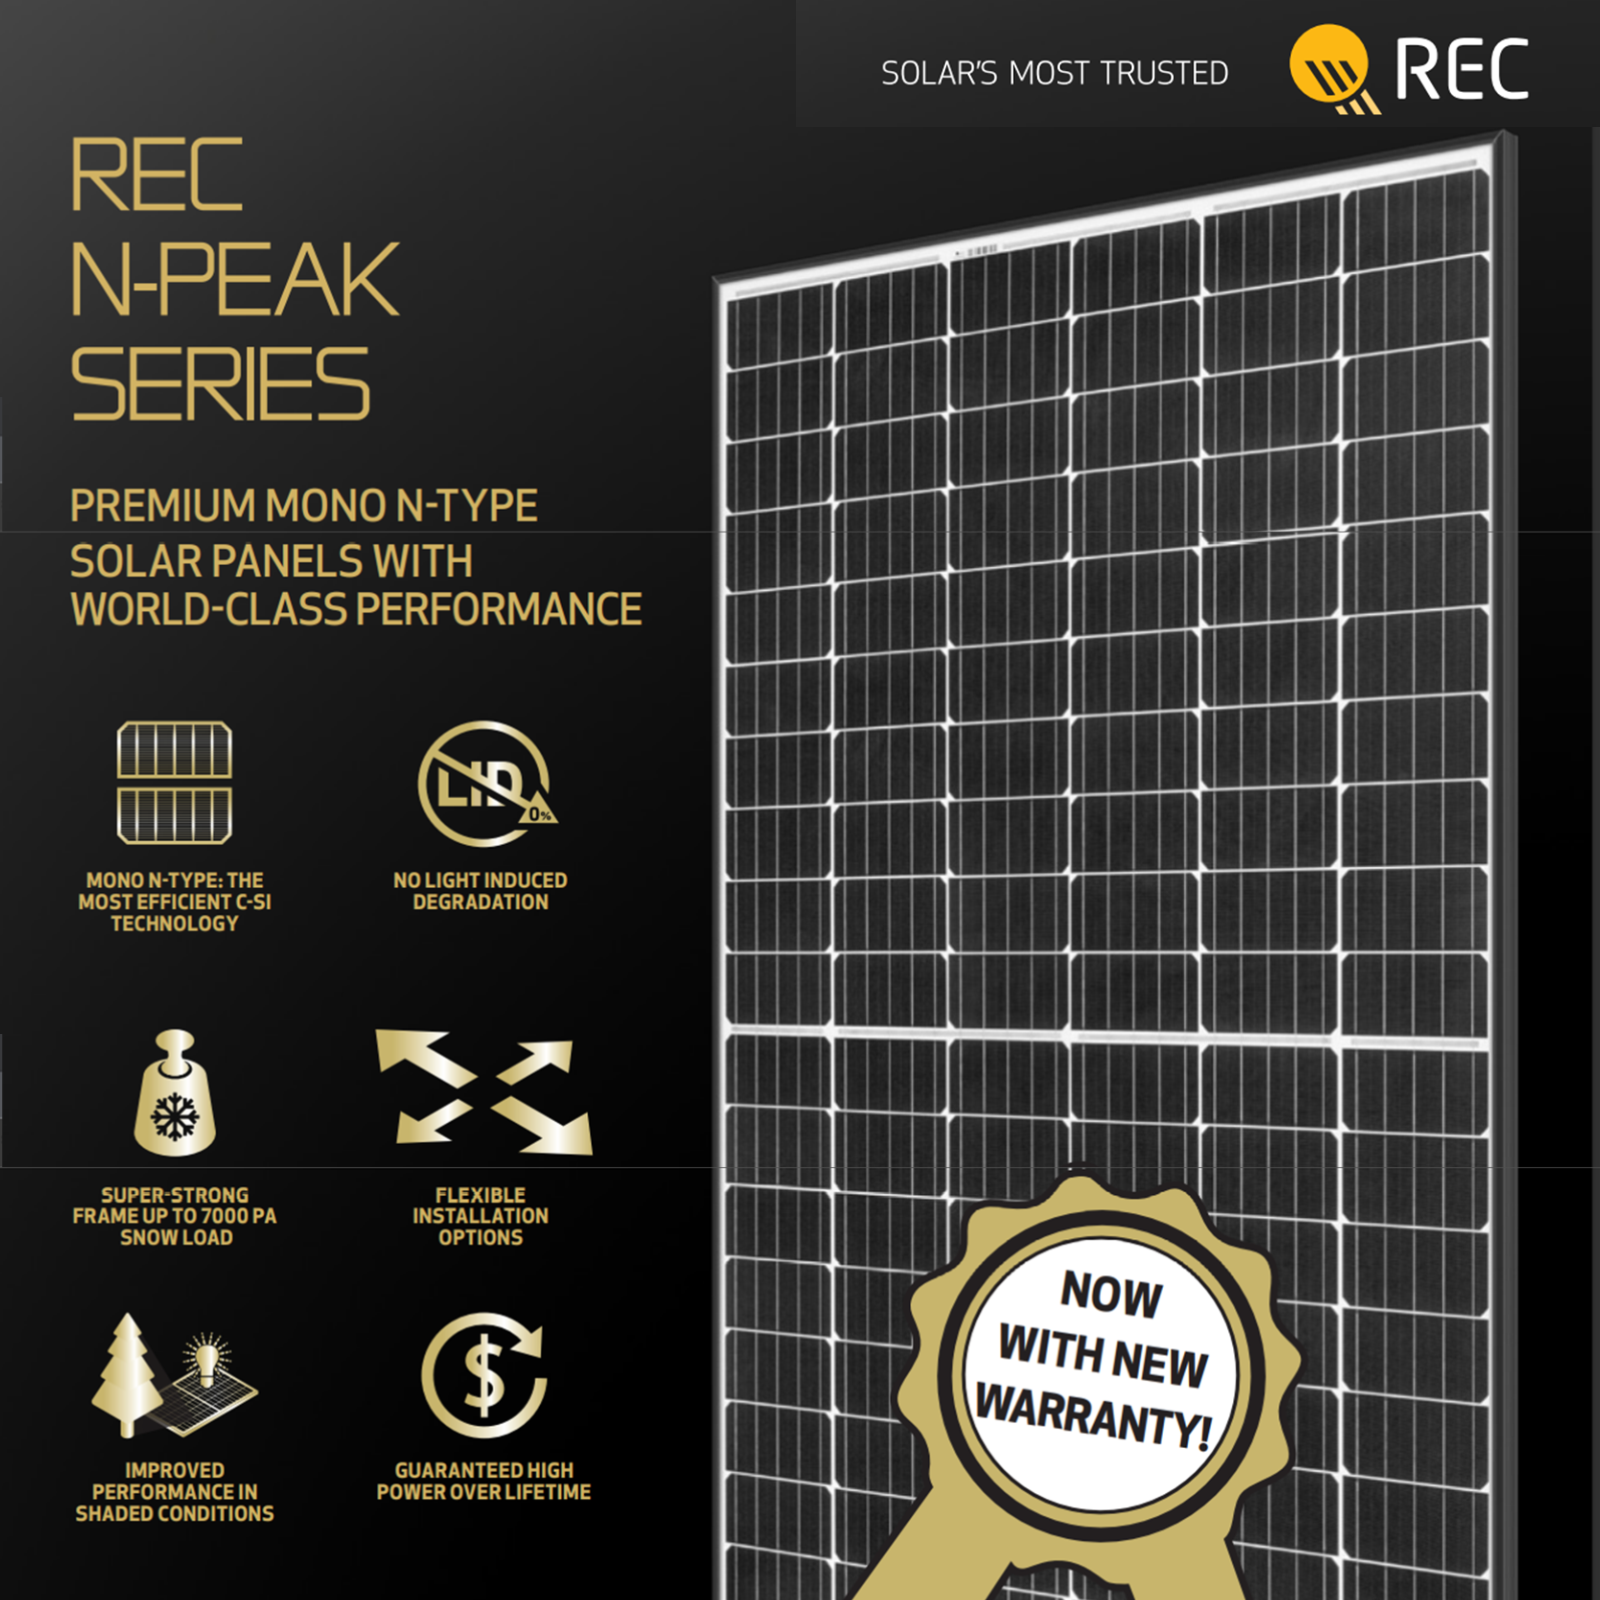 SOLAR'S MOST TRUSTED
REC
REC
N-PEAK
SERIES
PREMIUM MONO N-TYPE
SOLAR PANELS WITH
WORLD-CLASS PERFORMANCE
MONO N-TYPE: THE
MOST EFFICIENT C-SI
TECHNOLOGY
LID
0%
NO LIGHT INDUCED
DEGRADATION
SUPER-STRONG
FRAME UP TO 7000 PA
SNOW LOAD
FLEXIBLE
INSTALLATION
OPTIONS
IMPROVED
PERFORMANCE IN
SHADED CONDITIONS
$
GUARANTEED HIGH
POWER OVER LIFETIME
NOW
WITH NEW
WARRANTY!